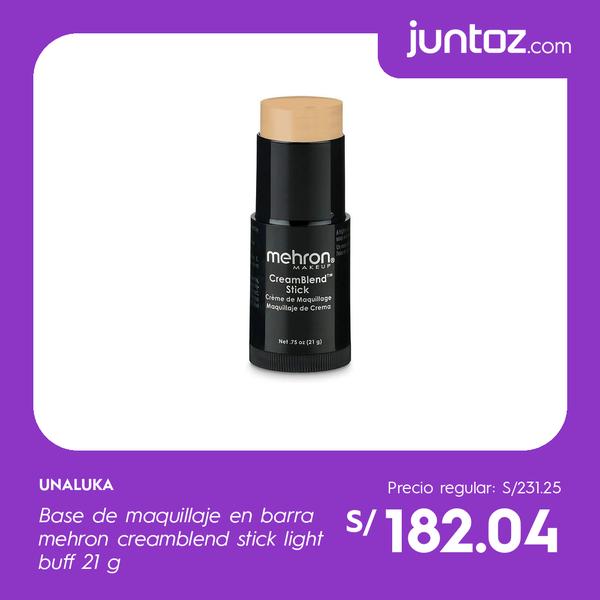 juntoz.com
mehron®
MAKEUP
CreamBlend™
Stick
Crème de Maquillage
Maquillaje de Crema
Net .75 oz (21 g)
UNALUKA
Base de maquillaje en barra
mehron creamblend stick light
buff 21 g
Precio regular: S/231.25
S/182.04